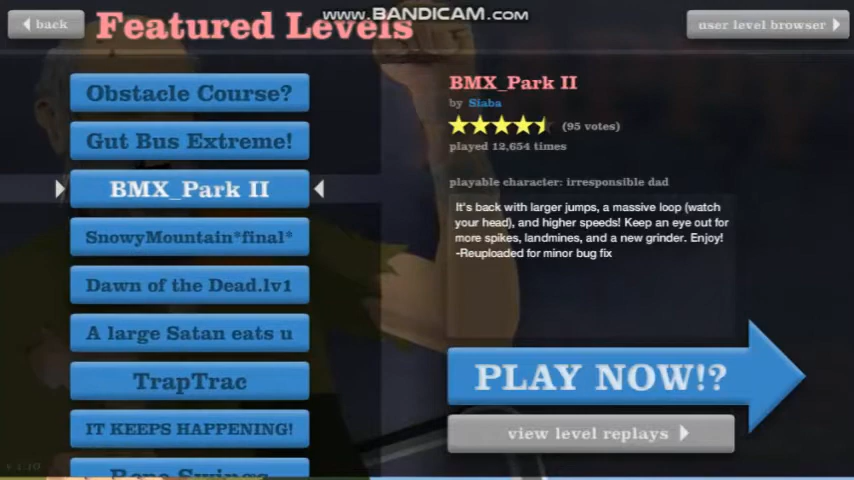 www.BANDICAM.com
back
Featured Levels
user level browser
Obstacle Course?
Gut Bus Extreme!
BMX_Park II
SnowyMountain*final*
Dawn of the Dead.lv1
A large Satan eats u
TrapTrac
IT KEEPS HAPPENING!
Rope Swings
BMX_Park II
by Siaba
(95 votes)
played 12,654 times
playable character: irresponsible dad
It's back with larger jumps, a massive loop (watch
your head), and higher speeds! Keep an eye out for
more spikes, landmines, and a new grinder. Enjoy!
-Reuploaded for minor bug fix
PLAY NOW!?
view level replays